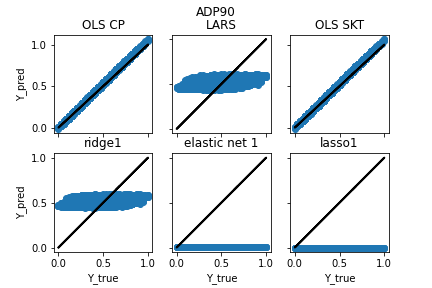 ADP90
OLS CP
LARS
OLS SKT
1.0
0.5
0.0
Y_pred
ridge1
elastic net 1
lasso1
1.0
0.5
0.0
Y_pred
0.0 0.5 1.0
0.0 0.5 1.0
0.0 0.5 1.0
Y_true
Y_true
Y_true